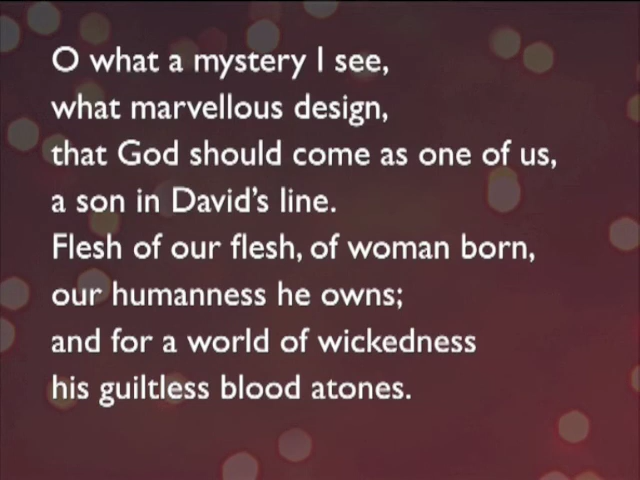 O what a mystery I see,
what marvellous design,
that God should come as one of us,
a son in David's line.
Flesh of our flesh, of woman born,
our humanness he owns;
and for a world of wickedness
his guiltless blood atones.